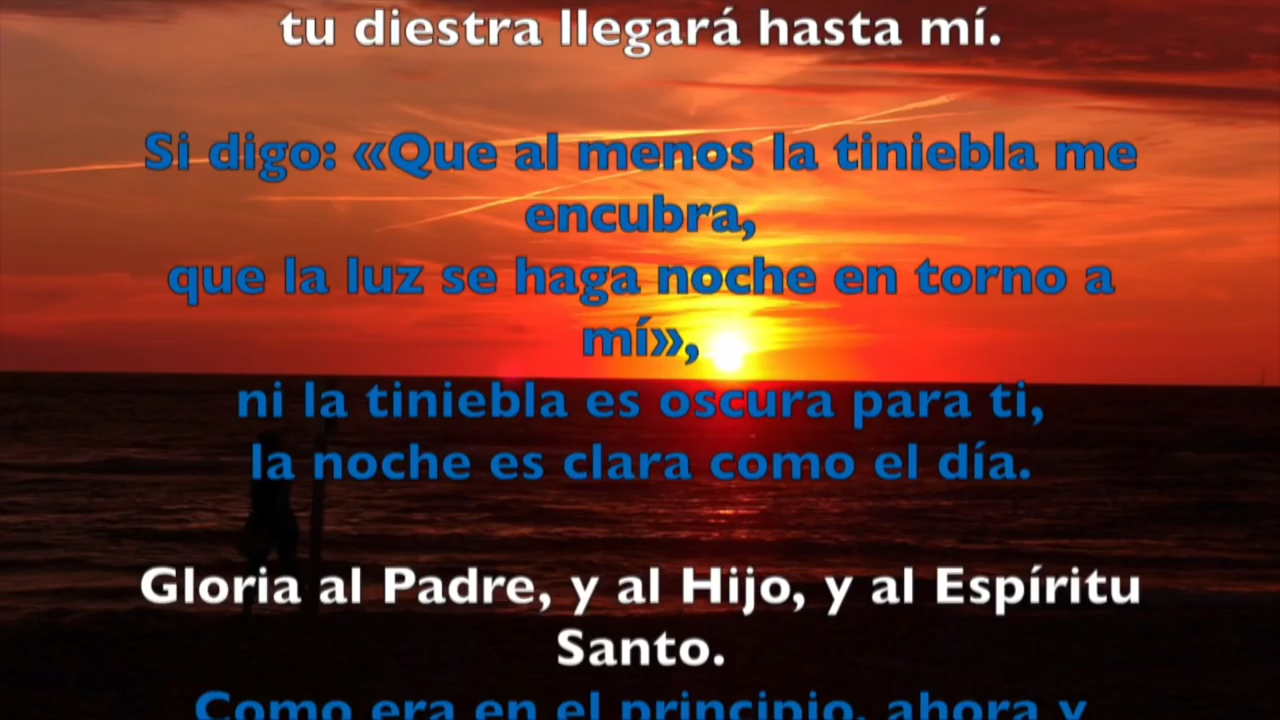 tu diestra llegará hasta mí.
Si digo: «Que al menos la tiniebla me
encubra,
que la luz se haga noche en torno a
mí»,
ni la tiniebla es oscura para ti,
la noche es clara como el día.
Gloria al Padre, y al Hijo, y al Espíritu
Santo.
Como era en el principio, ahora y